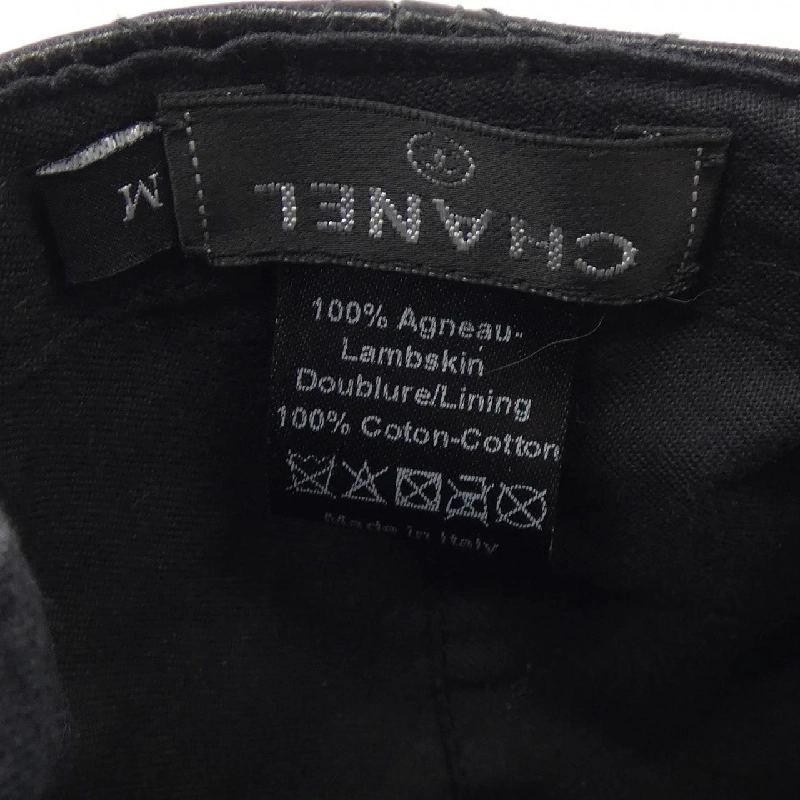 M
CHANEL
100% Agneau-
Lambskin
Doublure/Lining
100% Coton-Cotton
Made in Italy